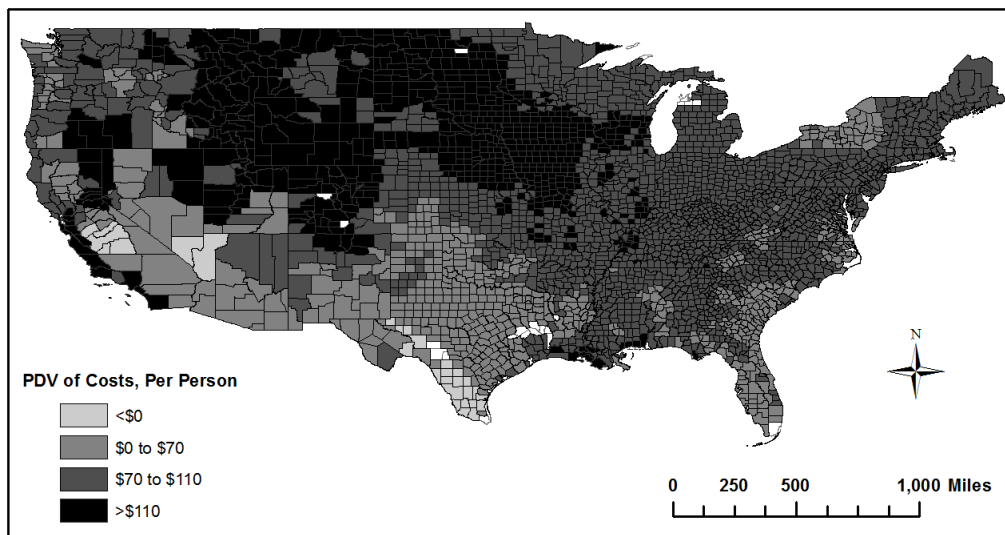 N
PDV of Costs, Per Person
<$0
$0 to $70
$70 to $110
>$110
0 250 500 1,000 Miles